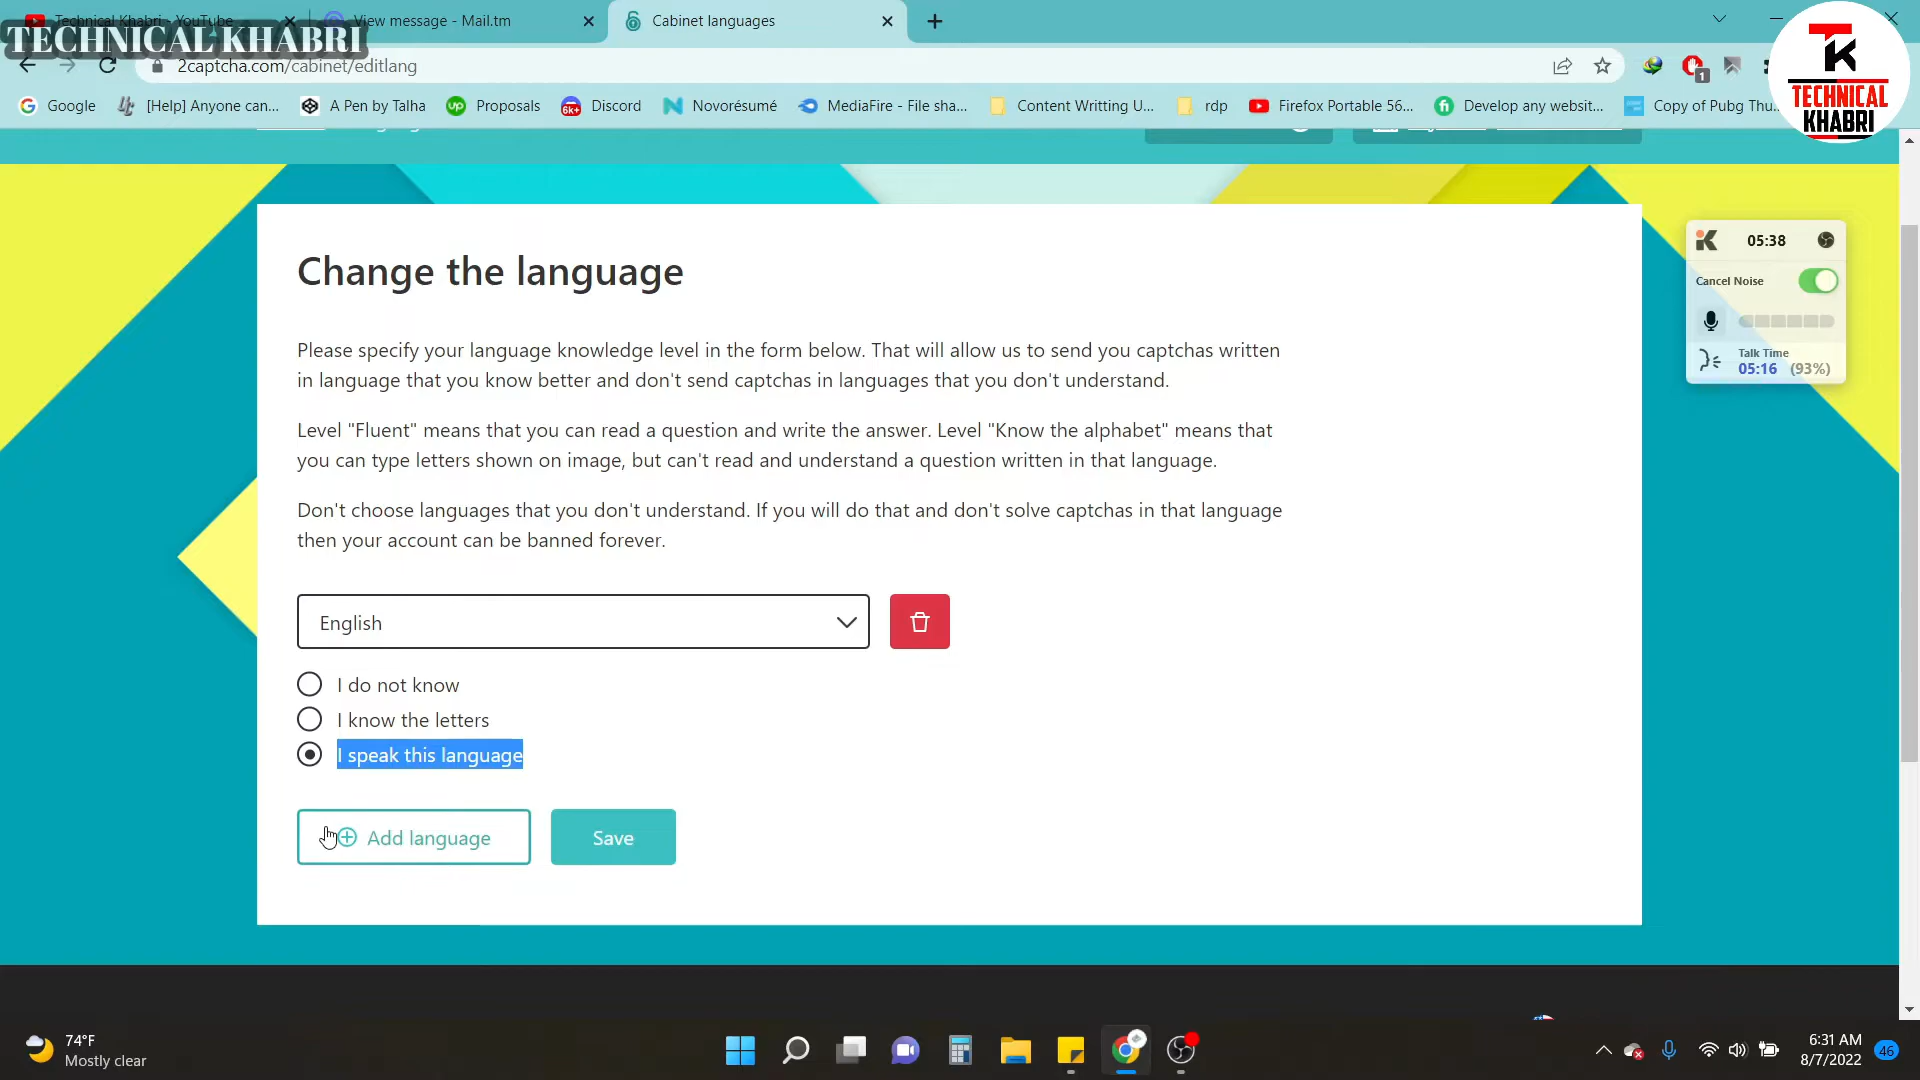 Technical Khabri - YouTube
View message - Mail.tm
Cabinet languages
TECHNICAL KHABRI
2captcha.com/cabinet/editlang
1
Google
[Help] Anyone can...
A Pen by Talha
up
Proposals
6k+
Discord
Novorésumé
MediaFire - File sha...
Content Writting U...
rdp
Firefox Portable 56...
Develop any websit...
Copy of Pubg Thu...
TK
TECHNICAL
KHABRI
Change the language
Please specify your language knowledge level in the form below. That will allow us to send you captchas written
in language that you know better and don't send captchas in languages that you don't understand.
Level "Fluent" means that you can read a question and write the answer. Level "Know the alphabet" means that
you can type letters shown on image, but can't read and understand a question written in that language.
Don't choose languages that you don't understand. If you will do that and don't solve captchas in that language
then your account can be banned forever.
English
I do not know
I know the letters
I speak this language
Add language
Save
05:38
Cancel Noise
Talk Time
05:16 (93%)
74°F
Mostly clear
6:31 AM
8/7/2022
46